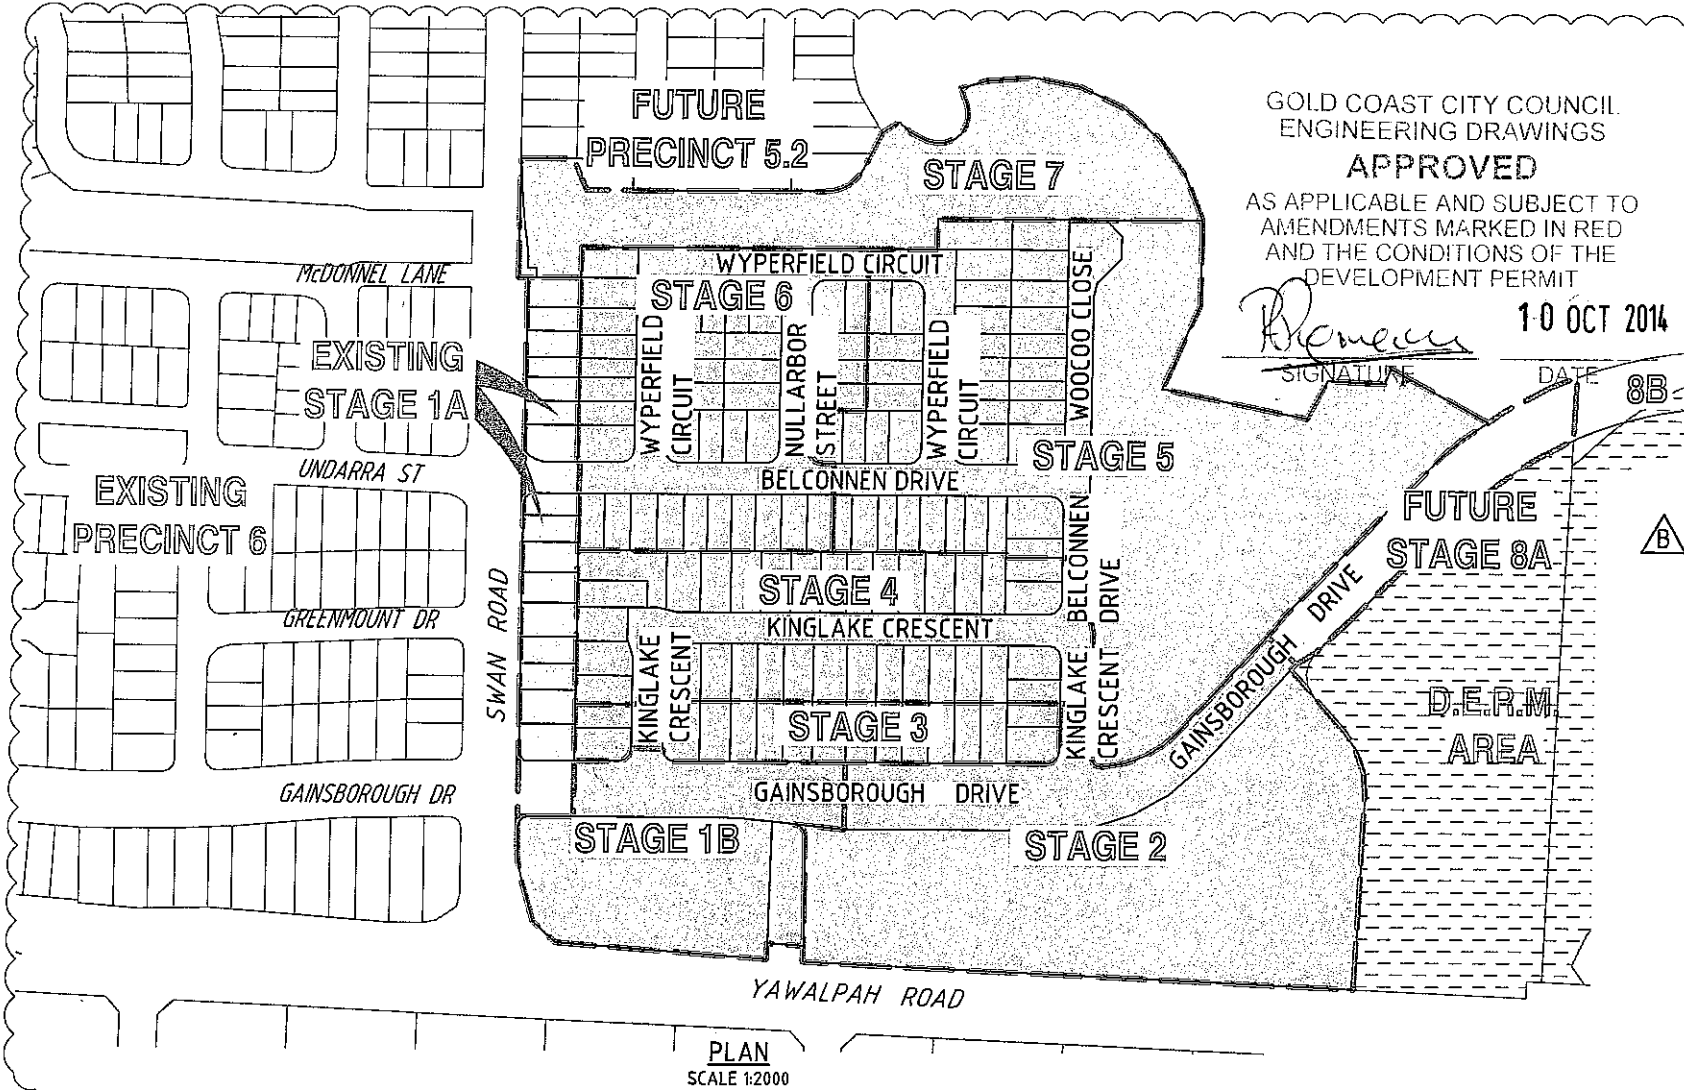 FUTURE
PRECINCT 5.2
STAGE 7
GOLD COAST CITY COUNCIL
ENGINEERING DRAWINGS
APPROVED
AS APPLICABLE AND SUBJECT TO
AMENDMENTS MARKED IN RED
AND THE CONDITIONS OF THE
DEVELOPMENT PERMIT
10 OCT 2014
SIGNATURE
DATE
8B
McDONNEL LANE
WYPERFIELD CIRCUIT
STAGE 6
WYPERFIELD
CIRCUIT
NULLARBOR
STREET
WYPERFIELD
CIRCUIT
WOOCOO CLOSE
EXISTING
STAGE 1A
STAGE 5
UNDARRA ST
BELCONNEN DRIVE
EXISTING
PRECINCT 6
FUTURE
STAGE 8A
B
BELCONNEN
DRIVE
STAGE 4
SWAN ROAD
GREENMOUNT DR
KINGLAKE CRESCENT
KINGLAKE
CRESCENT
KINGLAKE
CRESCENT
GAINSBOROUGH DRIVE
D.E.R.M.
AREA
STAGE 3
GAINSBOROUGH DR
GAINSBOROUGH DRIVE
STAGE 1B
STAGE 2
YAWALPAH ROAD
PLAN
SCALE 1:2000